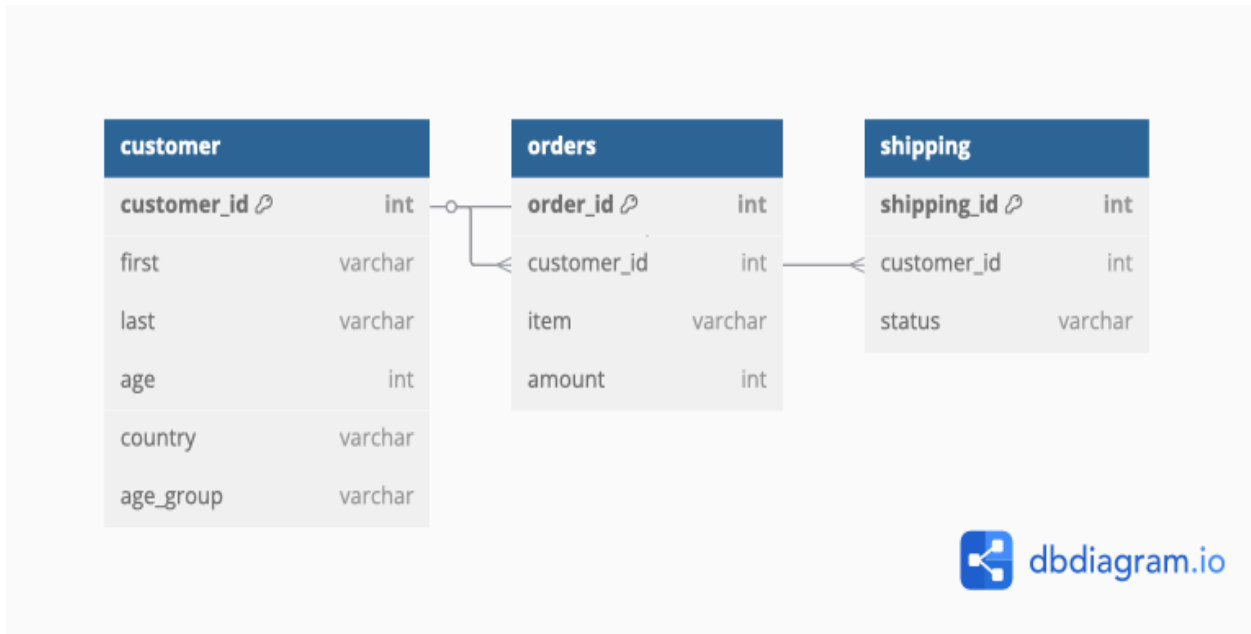 customer
customer_id int
first varchar
last varchar
age int
country varchar
age_group varchar
orders
order_id int
customer_id int
item varchar
amount int
shipping
shipping_id int
customer_id int
status varchar
dbdiagram.io